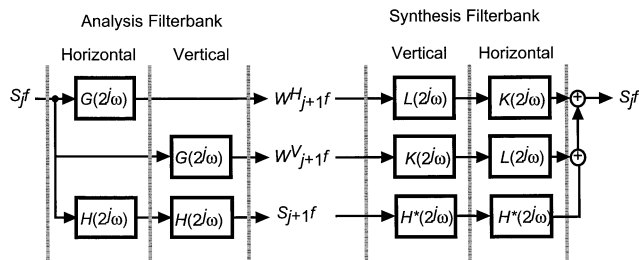 Analysis Filterbank Synthesis Filterbank
Horizontal Vertical Vertical Horizontal
Sjf G(2jω) WHj+1f L(2jω) K(2jω) + Sjf
G(2jω) WVj+1f K(2jω) L(2jω) +
H(2jω) H(2jω) Sj+1f H*(2jω) H*(2jω)